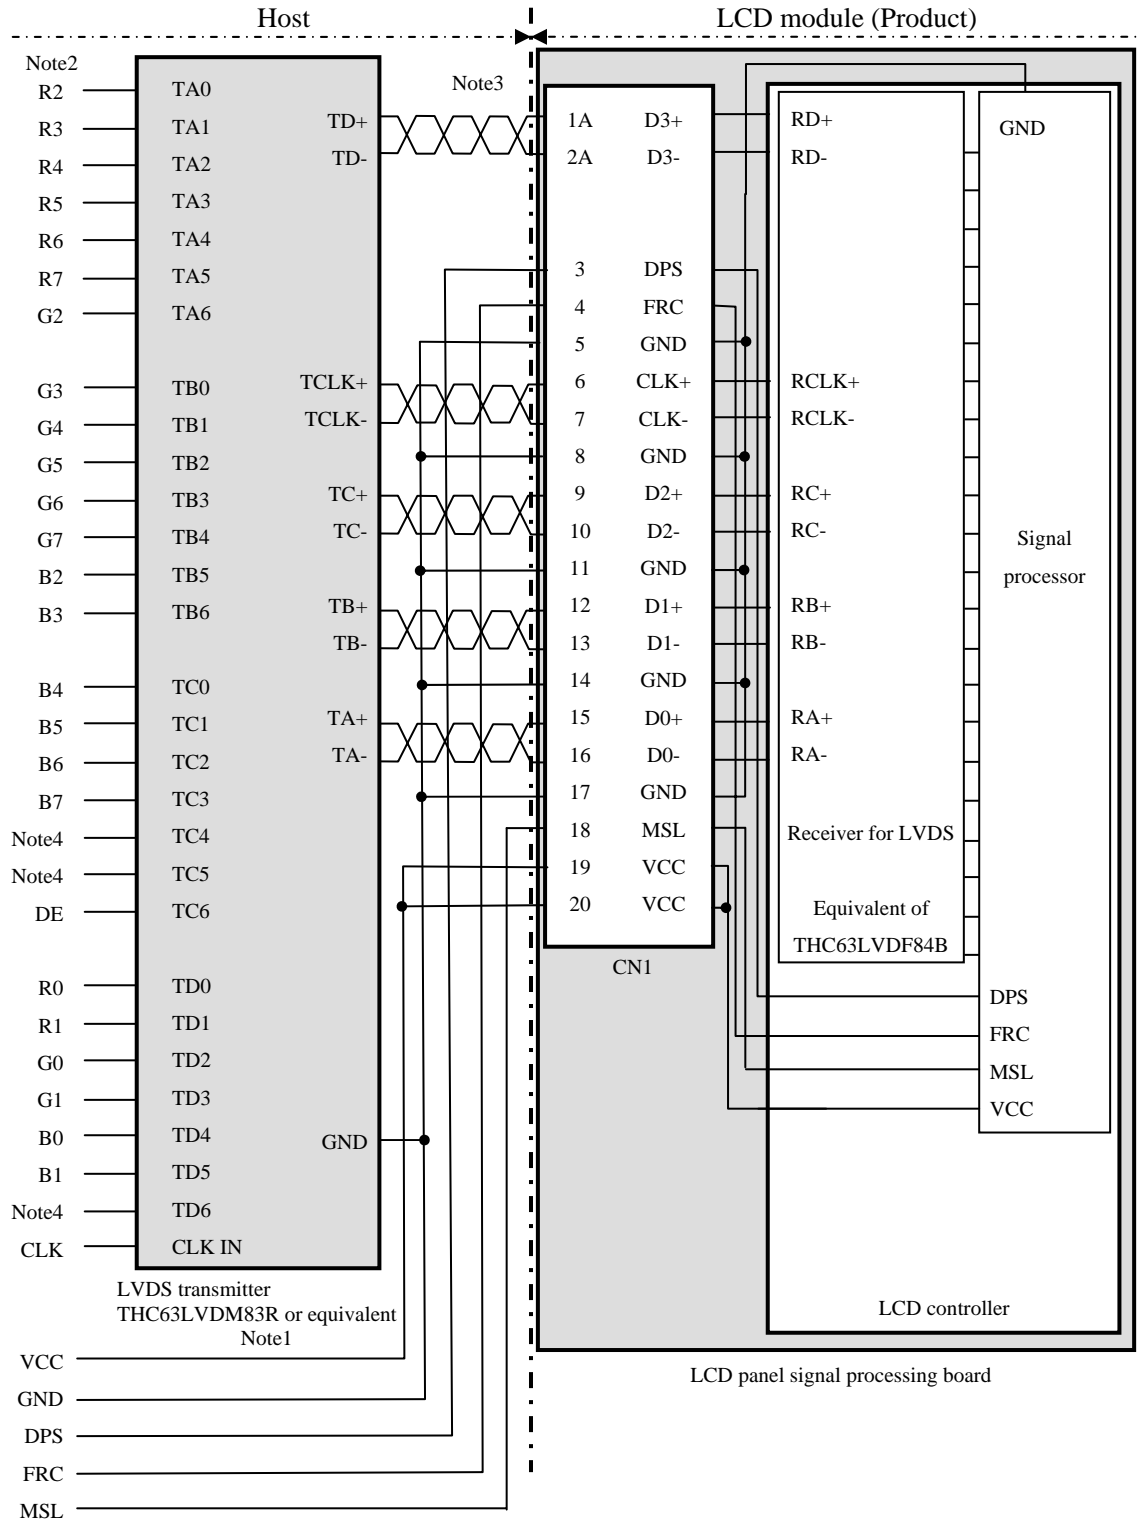 Host
LCD module (Product)
Note2
Note3
R2 TA0
R3 TA1 TD+ 1A D3+ RD+ GND
R4 TA2 TD- 2A D3- RD-
R5 TA3
R6 TA4
R7 TA5 3 DPS
G2 TA6 4 FRC
5 GND
G3 TB0 TCLK+ 6 CLK+ RCLK+
G4 TB1 TCLK- 7 CLK- RCLK-
G5 TB2 8 GND
G6 TB3 TC+ 9 D2+ RC+
G7 TB4 TC- 10 D2- RC- Signal
B2 TB5 11 GND processor
B3 TB6 TB+ 12 D1+ RB+
TB- 13 D1- RB-
B4 TC0 14 GND
B5 TC1 TA+ 15 D0+ RA+
B6 TC2 TA- 16 D0- RA-
B7 TC3 17 GND
Note4 TC4 18 MSL Receiver for LVDS
Note4 TC5 19 VCC
DE TC6 20 VCC Equivalent of
THC63LVDF84B
CN1
R0 TD0 DPS
R1 TD1 FRC
G0 TD2 MSL
G1 TD3 VCC
B0 TD4 GND
B1 TD5
Note4 TD6
CLK CLK IN
LVDS transmitter
THC63LVDM83R or equivalent
Note1
LCD controller
LCD panel signal processing board
VCC
GND
DPS
FRC
MSL